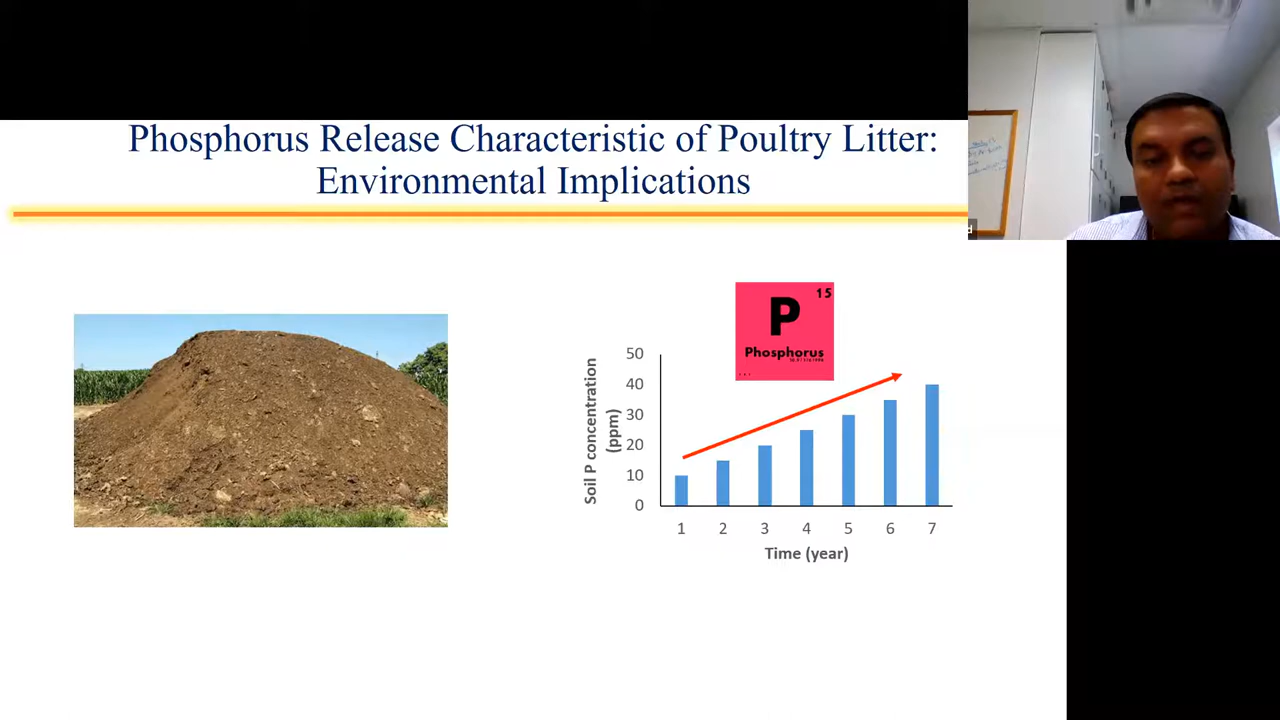 Phosphorus Release Characteristic of Poultry Litter:
Environmental Implications
d
15
P
Phosphorus
...
Soil P concentration
(ppm)
50
40
30
20
10
0
1 2 3 4 5 6 7
Time (year)